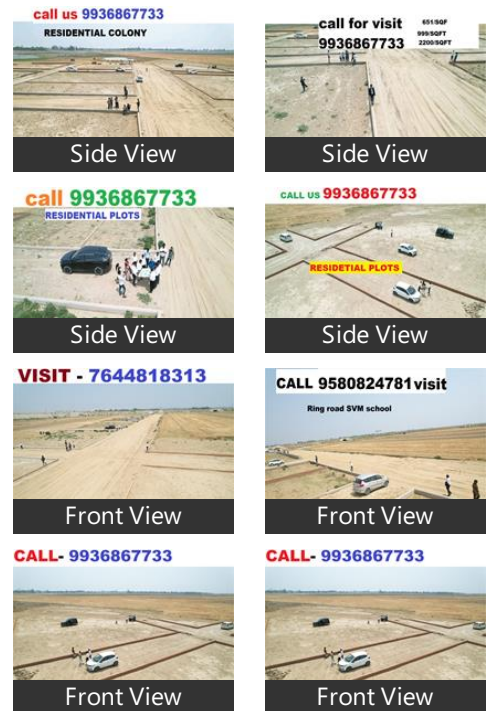 call us 9936867733
RESIDENTIAL COLONY
Side View
call for visit 651/SQF
999/SQFT
9936867733 2200/SQFT
Side View
call 9936867733
RESIDENTIAL PLOTS
Side View
CALL US 9936867733
RESIDETIAL PLOTS
Side View
VISIT - 7644818313
Front View
CALL 9580824781 visit
Ring road SVM school
Front View
CALL- 9936867733
Front View
CALL- 9936867733
Front View